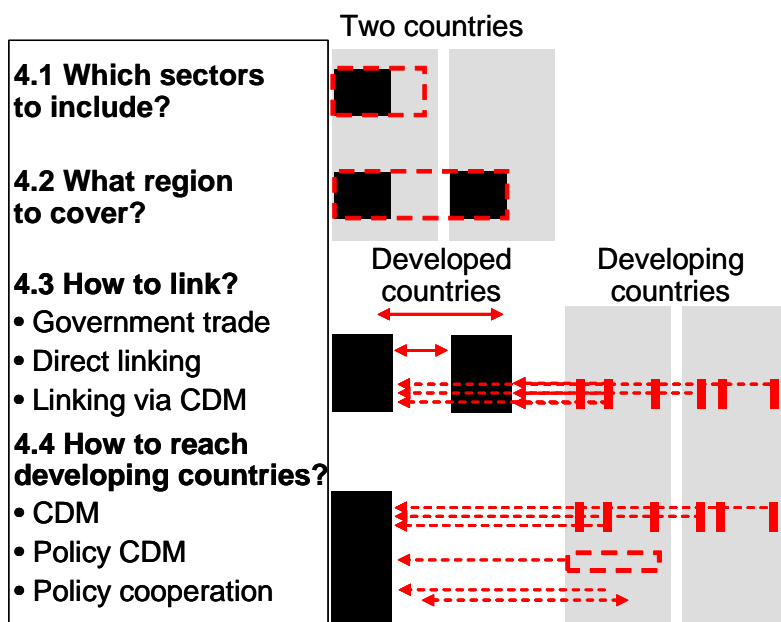 Two countries
4.1 Which sectors
to include?
4.2 What region
to cover?
Developed
countries
Developing
countries
4.3 How to link?
• Government trade
• Direct linking
• Linking via CDM
4.4 How to reach
developing countries?
• CDM
• Policy CDM
• Policy cooperation